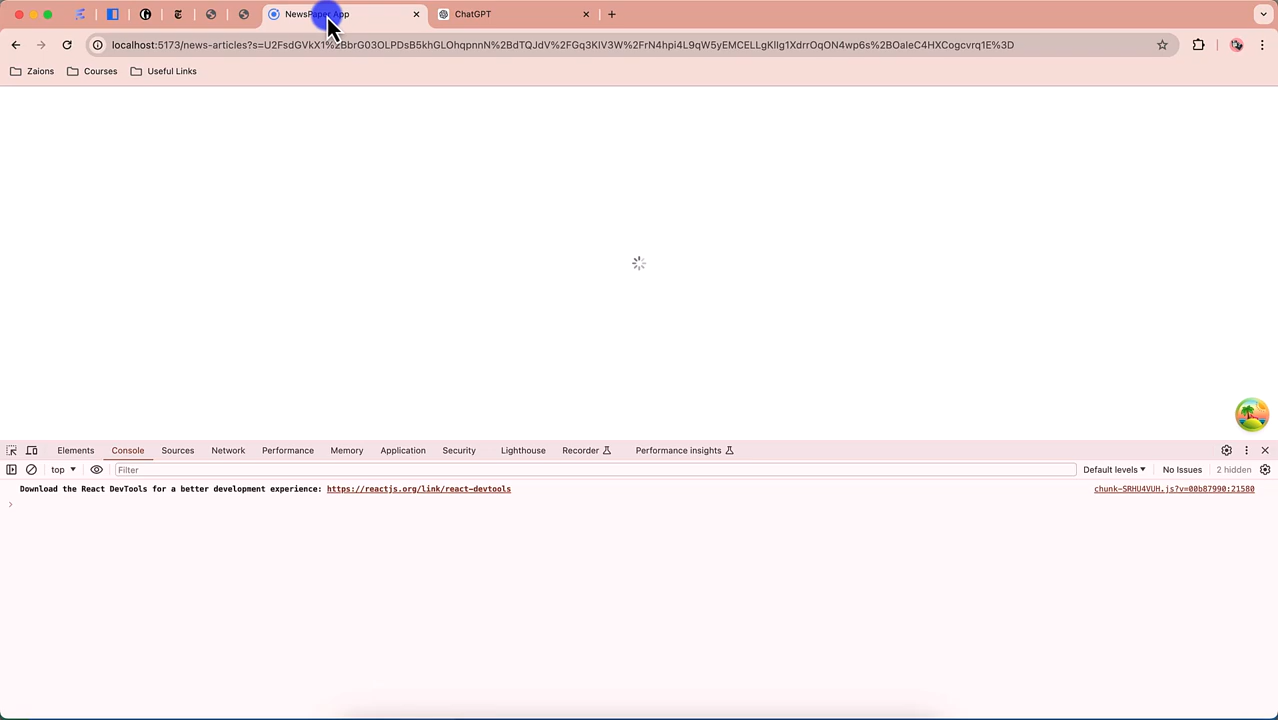 NewsPaper App
ChatGPT
localhost:5173/news-articles?s=U2FsdGVkX1%2BbrG03OLPDsB5khGLOhqpnnN%2BdTQJdV%2FGq3KIV3W%2FrN4hpi4L9qW5yEMCELLgKIlg1XdrrOqON4wp6s%2BOaleC4HXCogcvrq1E%3D
Zaions Courses Useful Links
Elements Console Sources Network Performance Memory Application Security Lighthouse Recorder Performance insights
top Filter Default levels No Issues 2 hidden
Download the React DevTools for a better development experience: https://reactjs.org/link/react-devtools chunk-SRHU4VUH.js?v=00b87990:21580